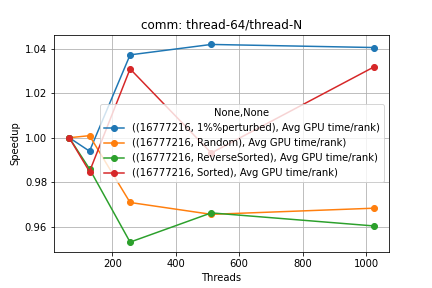 comm: thread-64/thread-N
1.04
1.02
1.00
0.98
0.96
Speedup
None,None
((16777216, 1%%perturbed), Avg GPU time/rank)
((16777216, Random), Avg GPU time/rank)
((16777216, ReverseSorted), Avg GPU time/rank)
((16777216, Sorted), Avg GPU time/rank)
200 400 600 800 1000
Threads